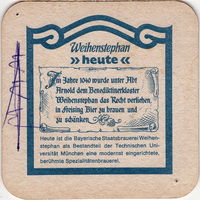 Weihenstephan
» heute «
Im Jahre 1040 wurde unter Abt
Arnold dem Benediktinerkloster
Weihenstephan das Recht verliehen,
in Freising Bier zu brauen und
zu schänken
Heute ist die Bayerische Staatsbrauerei Weihen-
stephan als Bestandteil der Technischen Uni-
versität München eine modernst eingerichtete,
berühmte Spezialitätenbrauerei.